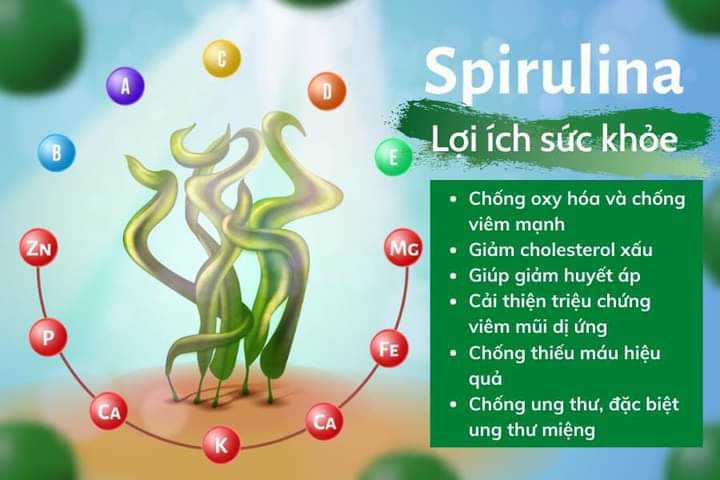 Spirulina
Lợi ích sức khỏe
C
A
D
B
E
ZN
MG
P
FE
CA
CA
K
• Chống oxy hóa và chống
viêm mạnh
• Giảm cholesterol xấu
• Giúp giảm huyết áp
• Cải thiện triệu chứng
viêm mũi dị ứng
• Chống thiếu máu hiệu
quả
• Chống ung thư, đặc biệt
ung thư miệng